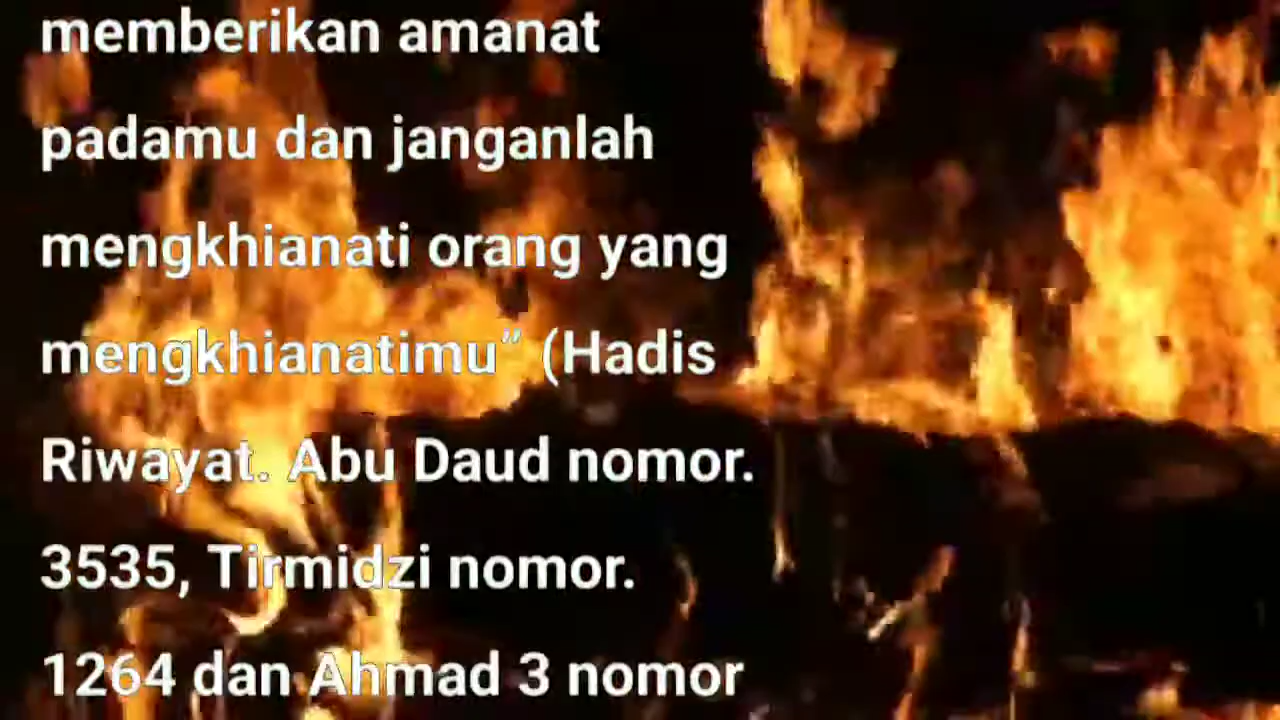 memberikan amanat
padamu dan janganlah
mengkhianati orang yang
mengkhianatimu” (Hadis
Riwayat. Abu Daud nomor.
3535, Tirmidzi nomor.
1264 dan Ahmad 3 nomor